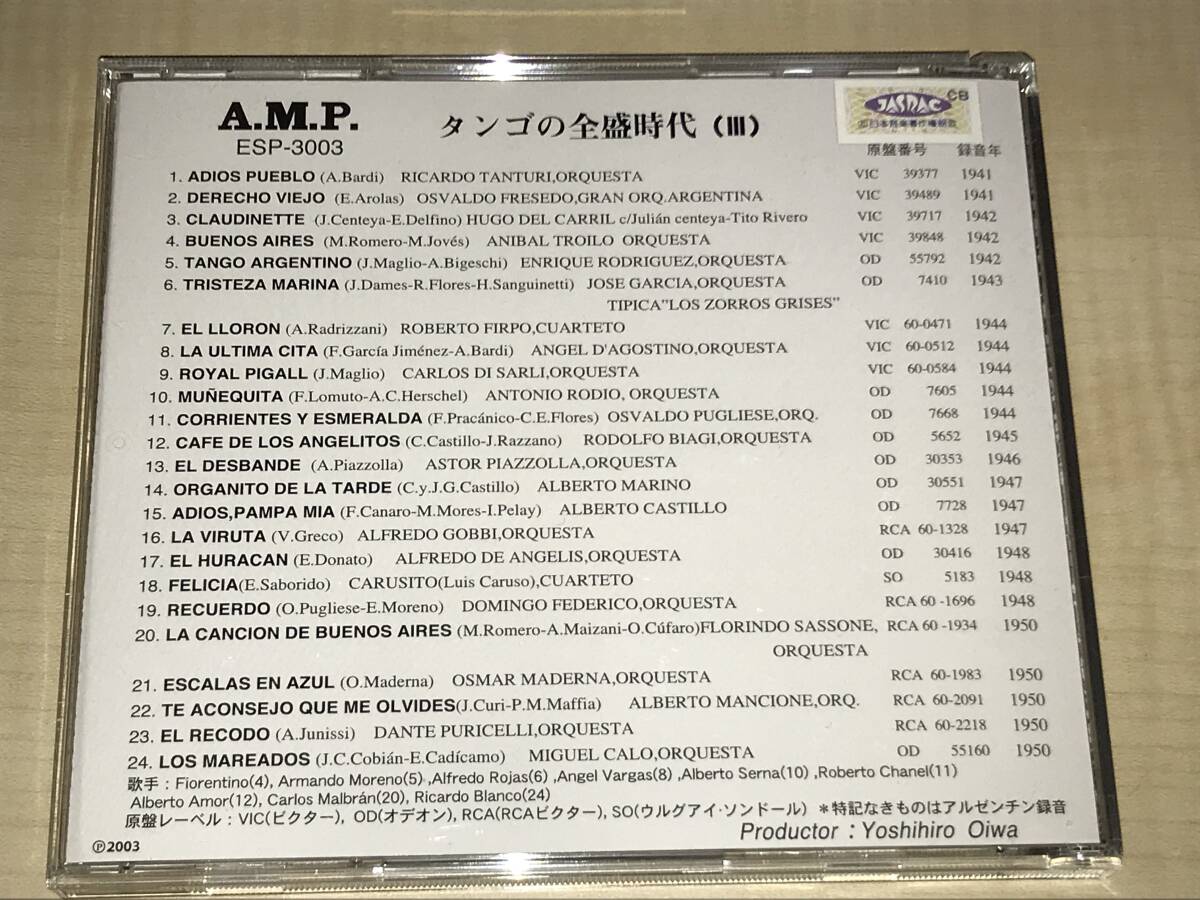 A.M.P.
ESP-3003
タンゴの全盛時代 (III)
JASRAC CB
原盤番号 録音年
1. ADIOS PUEBLO (A.Bardi) RICARDO TANTURI,ORQUESTA VIC 39377 1941
2. DERECHO VIEJO (E.Arolas) OSVALDO FRESEDO,GRAN ORQ.ARGENTINA VIC 39489 1941
3. CLAUDINETTE (J.Centeya-E.Delfino) HUGO DEL CARRIL c/Julián centeya-Tito Rivero VIC 39717 1942
4. BUENOS AIRES (M.Romero-M.Jovés) ANIBAL TROILO ORQUESTA VIC 39848 1942
5. TANGO ARGENTINO (J.Maglio-A.Bigeschi) ENRIQUE RODRIGUEZ,ORQUESTA OD 55792 1942
6. TRISTEZA MARINA (J.Dames-R.Flores-H.Sanguinetti) JOSE GARCIA,ORQUESTA OD 7410 1943
TIPICA"LOS ZORROS GRISES"
7. EL LLORON (A.Radrizzani) ROBERTO FIRPO,CUARTETO VIC 60-0471 1944
8. LA ULTIMA CITA (F.García Jiménez-A.Bardi) ANGEL D'AGOSTINO,ORQUESTA VIC 60-0512 1944
9. ROYAL PIGALL (J.Maglio) CARLOS DI SARLI,ORQUESTA VIC 60-0584 1944
10. MUÑEQUITA (F.Lomuto-A.C.Herschel) ANTONIO RODIO, ORQUESTA OD 7605 1944
11. CORRIENTES Y ESMERALDA (F.Pracánico-C.E.Flores) OSVALDO PUGLIESE,ORQ. OD 7668 1944
12. CAFE DE LOS ANGELITOS (C.Castillo-J.Razzano) RODOLFO BIAGI,ORQUESTA OD 5652 1945
13. EL DESBANDE (A.Piazzolla) ASTOR PIAZZOLLA,ORQUESTA OD 30353 1946
14. ORGANITO DE LA TARDE (C.y.J.G.Castillo) ALBERTO MARINO OD 30551 1947
15. ADIOS,PAMPA MIA (F.Canaro-M.Mores-I.Pelay) ALBERTO CASTILLO OD 7728 1947
16. LA VIRUTA (V.Greco) ALFREDO GOBBI,ORQUESTA RCA 60-1328 1947
17. EL HURACAN (E.Donato) ALFREDO DE ANGELIS,ORQUESTA OD 30416 1948
18. FELICIA(E.Saborido) CARUSITO(Luis Caruso),CUARTETO SO 5183 1948
19. RECUERDO (O.Pugliese-E.Moreno) DOMINGO FEDERICO,ORQUESTA RCA 60 -1696 1948
20. LA CANCION DE BUENOS AIRES (M.Romero-A.Maizani-O.Cúfaro)FLORINDO SASSONE, RCA 60 -1934 1950
ORQUESTA
21. ESCALAS EN AZUL (O.Maderna) OSMAR MADERNA,ORQUESTA RCA 60-1983 1950
22. TE ACONSEJO QUE ME OLVIDES(J.Curi-P.M.Maffia) ALBERTO MANCIONE,ORQ. RCA 60-2091 1950
23. EL RECODO (A.Junissi) DANTE PURICELLI,ORQUESTA RCA 60-2218 1950
24. LOS MAREADOS (J.C.Cobián-E.Cadícamo) MIGUEL CALO,ORQUESTA OD 55160 1950
歌手 : Fiorentino(4), Armando Moreno(5) ,Alfredo Rojas(6) ,Angel Vargas(8) ,Alberto Serna(10) ,Roberto Chanel(11)
Alberto Amor(12), Carlos Malbrán(20), Ricardo Blanco(24)
原盤レーベル : VIC(ビクター), OD(オデオン), RCA(RCAビクター), SO(ウルグアイ·ソンドール) *特記なきものはアルゼンチン録音
Productor : Yoshihiro Oiwa
℗2003